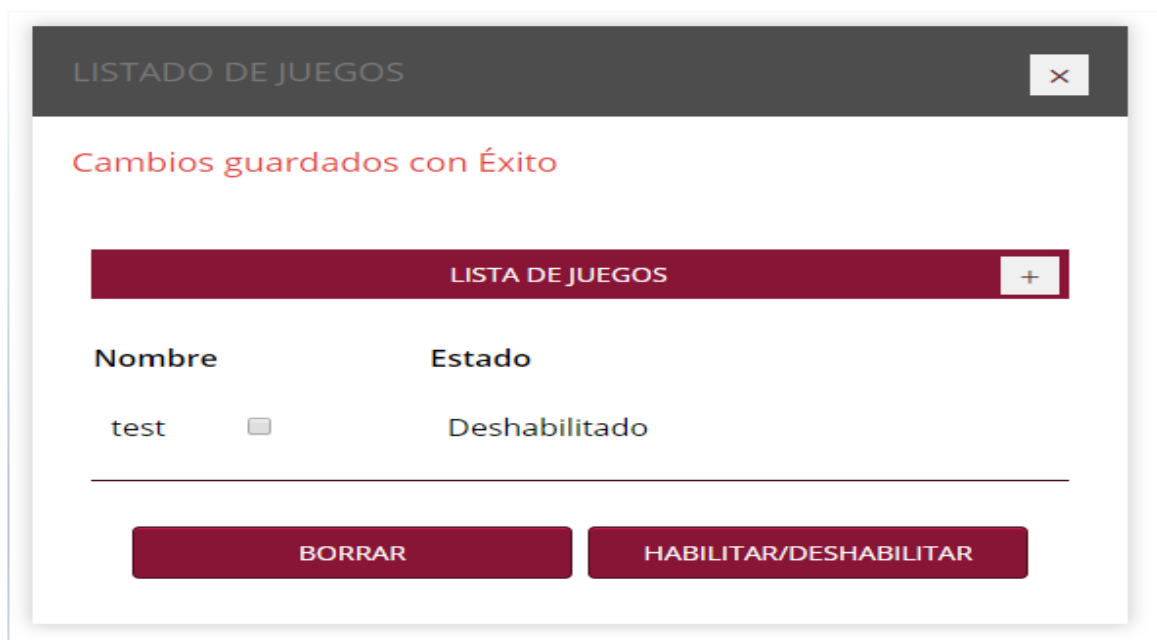 LISTADO DE JUEGOS
×
Cambios guardados con Éxito
LISTA DE JUEGOS +
Nombre Estado
test Deshabilitado
BORRAR HABILITAR/DESHABILITAR